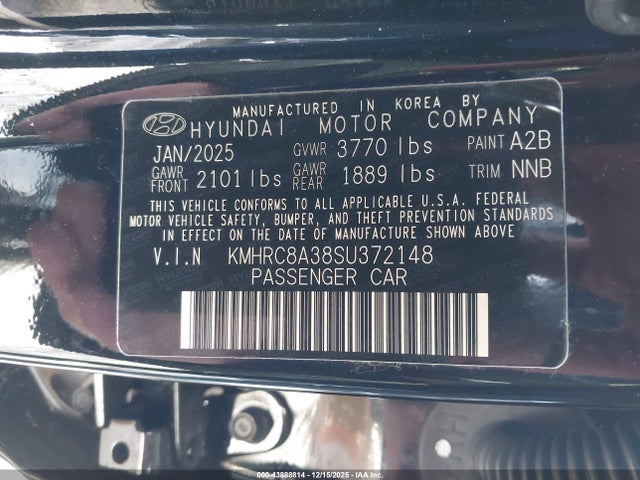 MANUFACTURED IN KOREA BY
HYUNDAI MOTOR COMPANY
JAN/2025 GVWR 3770 lbs PAINT A2B
GAWR FRONT 2101 lbs GAWR REAR 1889 lbs TRIM NNB
THIS VEHICLE CONFORMS TO ALL APPLICABLE U.S.A. FEDERAL
MOTOR VEHICLE SAFETY, BUMPER, AND THEFT PREVENTION STANDARDS
IN EFFECT ON THE DATE OF MANUFACTURE SHOWN ABOVE.
V.I.N KMHRC8A38SU372148
PASSENGER CAR
000-43888814 - 12/15/2025 - IAA Inc.